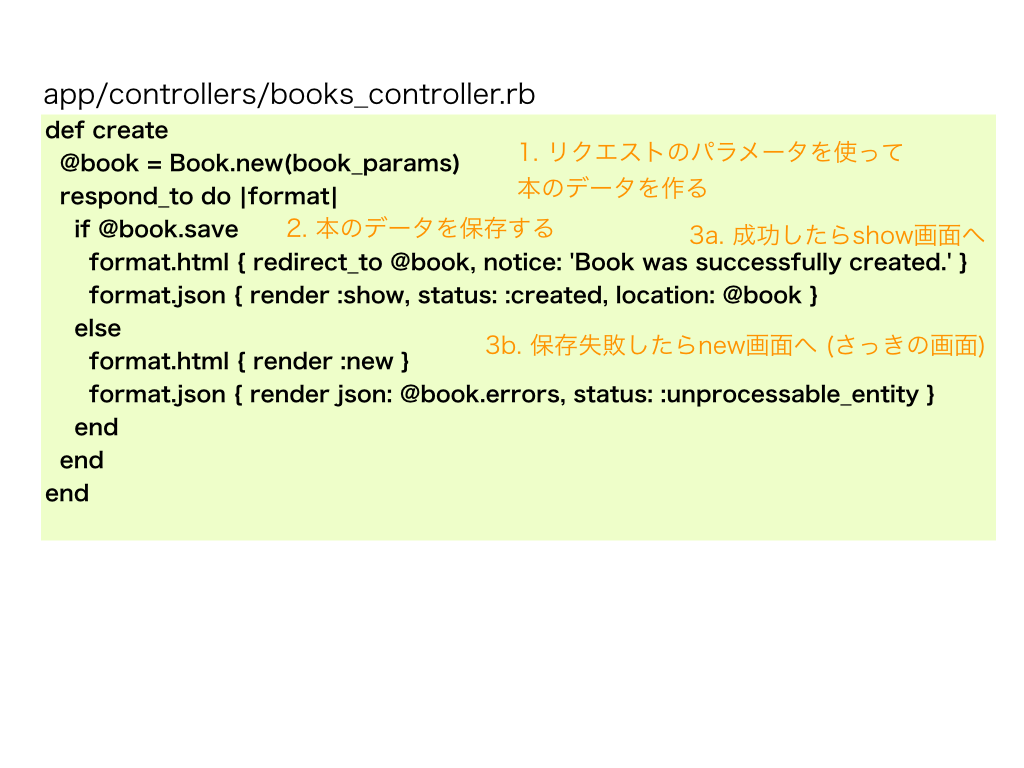 app/controllers/books_controller.rb
def create
@book = Book.new(book_params)
1. リクエストのパラメータを使って
本のデータを作る
respond_to do |format|
if @book.save
2. 本のデータを保存する
3a. 成功したらshow画面へ
format.html { redirect_to @book, notice: 'Book was successfully created.' }
format.json { render :show, status: :created, location: @book }
else
3b. 保存失敗したらnew画面へ (さっきの画面)
format.html { render :new }
format.json { render json: @book.errors, status: :unprocessable_entity }
end
end
end